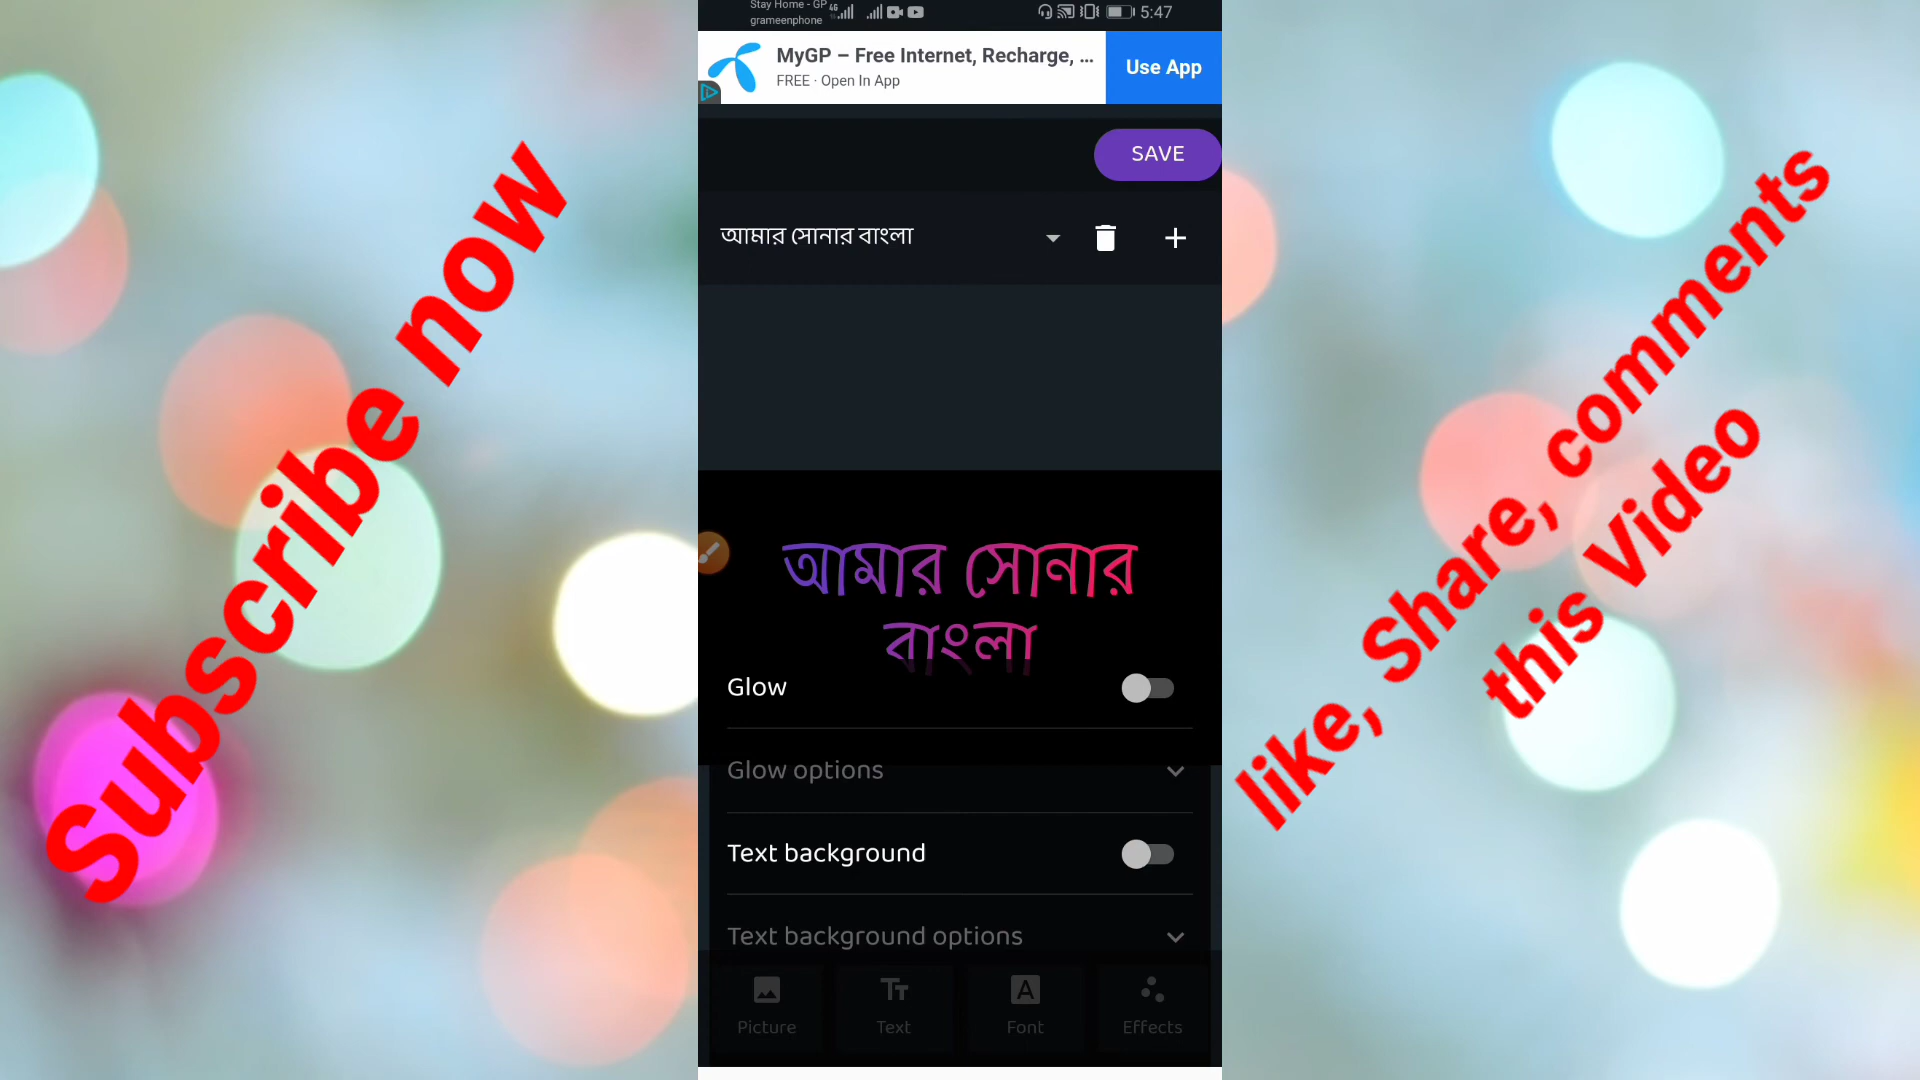 Subscribe now
Stay Home - GP
grameenphone
4G
5:47
MyGP – Free Internet, Recharge, ...
FREE · Open In App
Use App
SAVE
আমার সোনার বাংলা
আমার সোনার
বাংলা
Glow
Glow options
Text background
Text background options
Picture
Text
Font
Effects
like, Share, comments
this Video